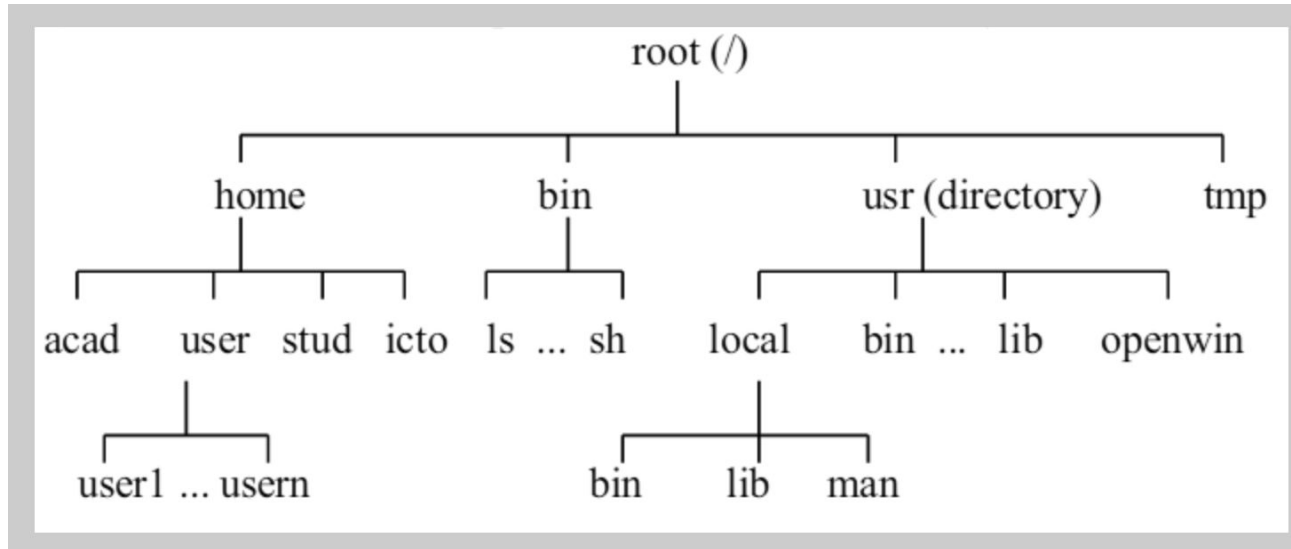 root (/)
home bin usr (directory) tmp
acad user stud icto ls ... sh local bin ... lib openwin
user1 ... usern bin lib man